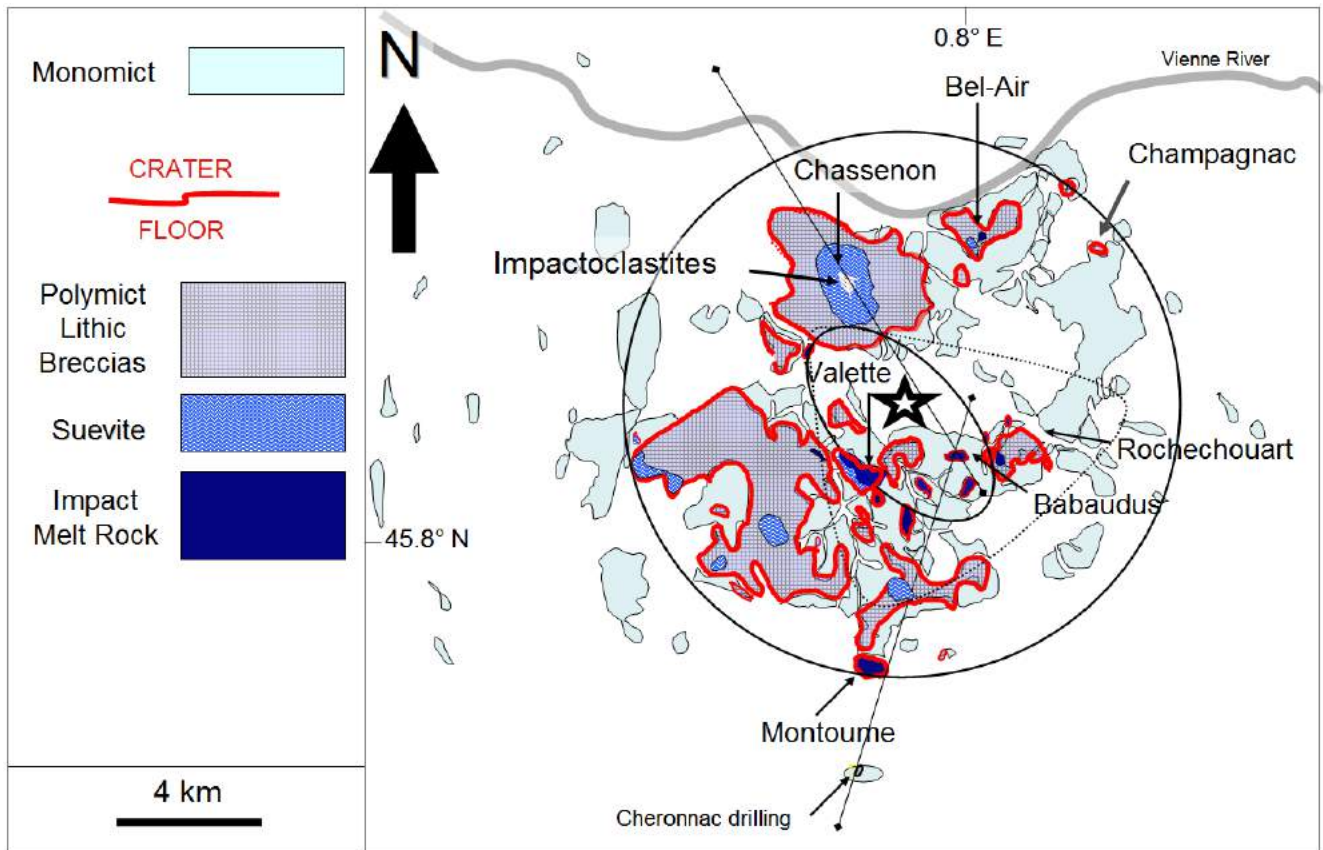 Monomict
CRATER
FLOOR
Polymict
Lithic
Breccias
Suevite
Impact
Melt Rock
4 km
N
0.8° E
Vienne River
Bel-Air
Champagnac
Chassenon
Impactoclastites
Valette
Rochechouart
Babaudus
45.8° N
Montoume
Cheronnac drilling